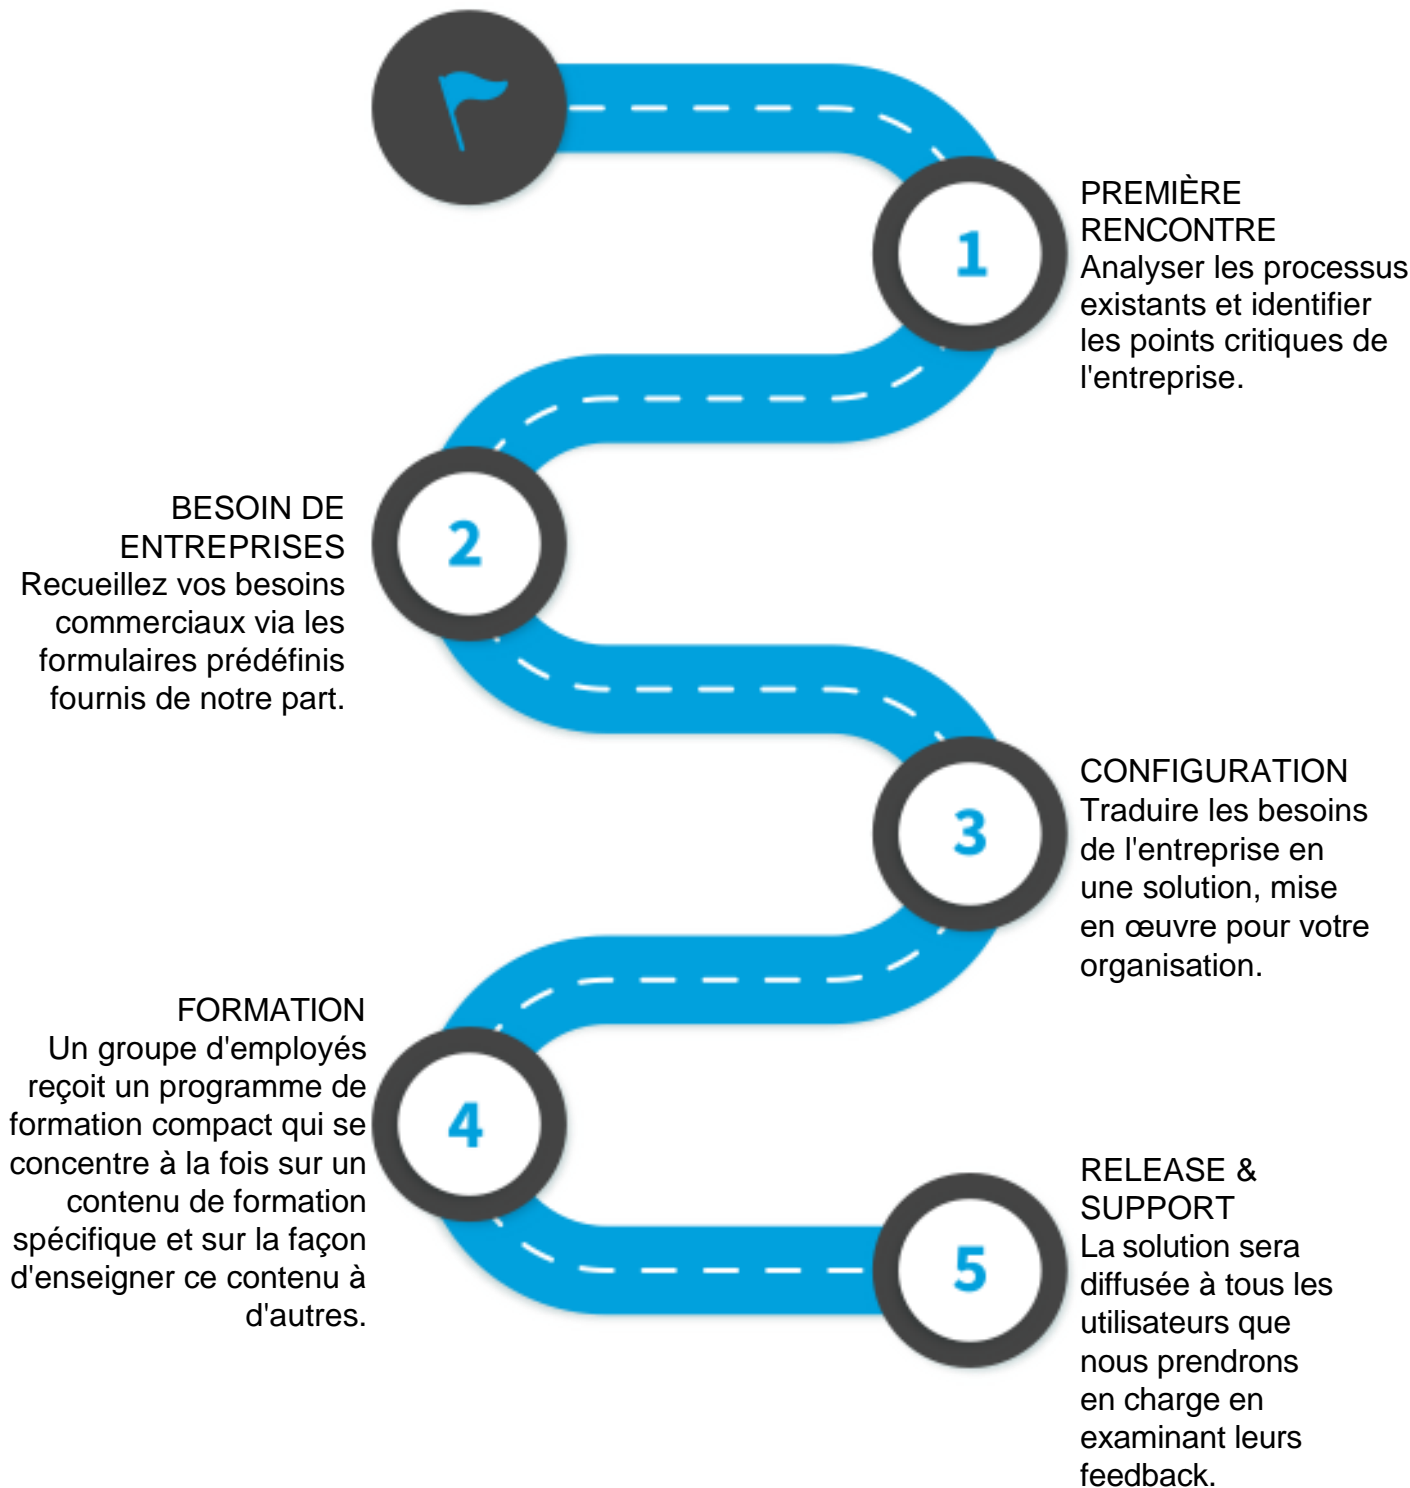 1
PREMIÈRE
RENCONTRE
Analyser les processus
existants et identifier
les points critiques de
l'entreprise.
2
BESOIN DE
ENTREPRISES
Recueillez vos besoins
commerciaux via les
formulaires prédéfinis
fournis de notre part.
3
CONFIGURATION
Traduire les besoins
de l'entreprise en
une solution, mise
en œuvre pour votre
organisation.
4
FORMATION
Un groupe d'employés
reçoit un programme de
formation compact qui se
concentre à la fois sur un
contenu de formation
spécifique et sur la façon
d'enseigner ce contenu à
d'autres.
5
RELEASE &
SUPPORT
La solution sera
diffusée à tous les
utilisateurs que
nous prendrons
en charge en
examinant leurs
feedback.